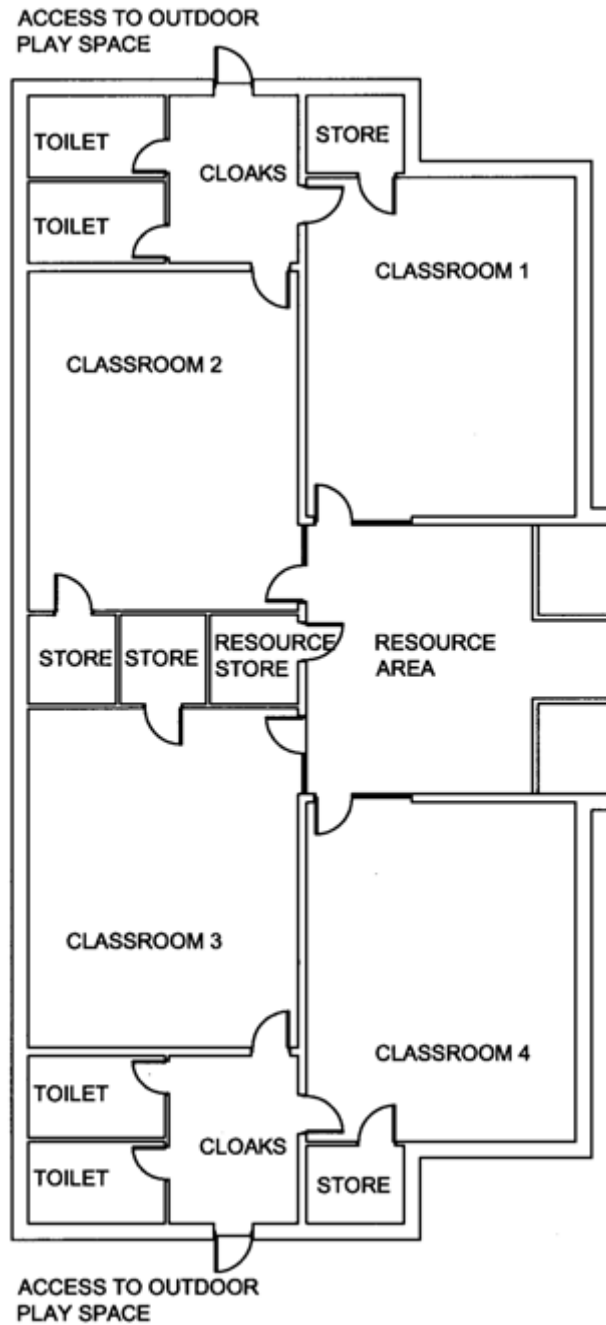 ACCESS TO OUTDOOR
PLAY SPACE
TOILET
STORE
CLOAKS
TOILET
CLASSROOM 1
CLASSROOM 2
STORE
STORE
RESOURCE
STORE
RESOURCE
AREA
CLASSROOM 3
CLASSROOM 4
TOILET
CLOAKS
TOILET
STORE
ACCESS TO OUTDOOR
PLAY SPACE